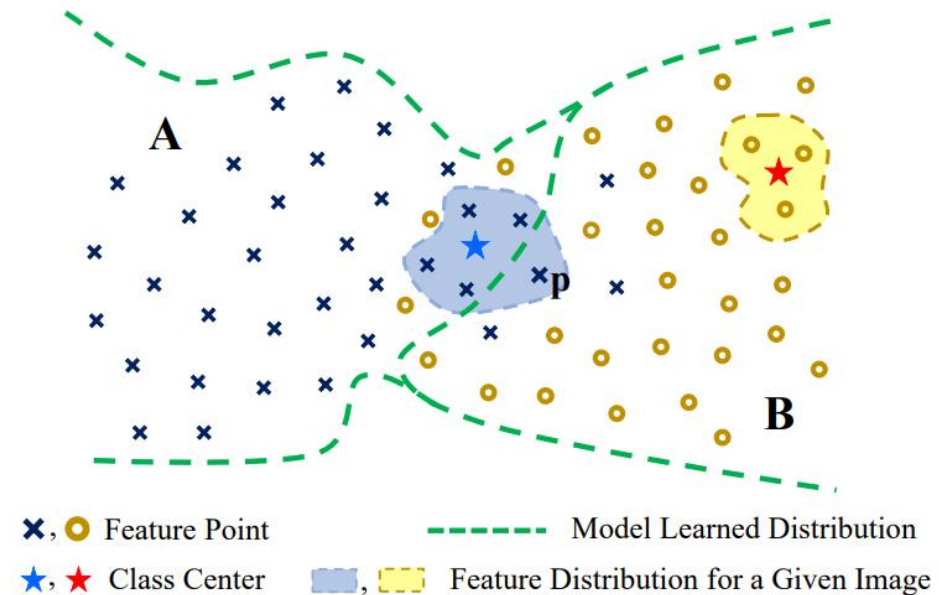 A
p
B
, Feature Point Model Learned Distribution
, Class Center , Feature Distribution for a Given Image